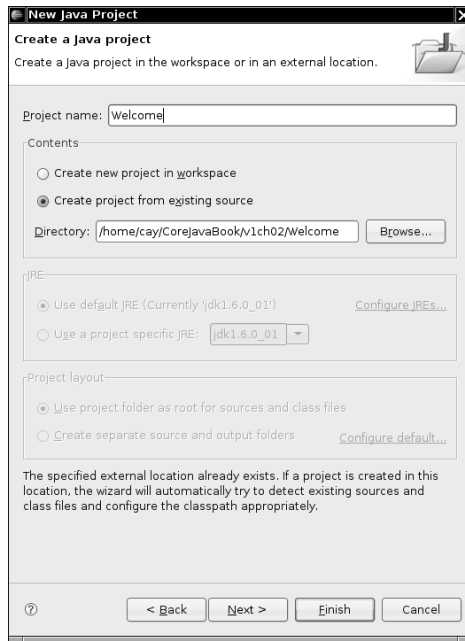 New Java Project
Create a Java project
Create a Java project in the workspace or in an external location.
Project name: Welcome
Contents
Create new project in workspace
Create project from existing source
Directory: /home/cay/CoreJavaBook/v1ch02/Welcome Browse...
JRE
Use default JRE (Currently 'jdk1.6.0_01') Configure JREs...
Use a project specific JRE: jdk1.6.0_01
Project layout
Use project folder as root for sources and class files
Create separate source and output folders Configure default...
The specified external location already exists. If a project is created in this
location, the wizard will automatically try to detect existing sources and
class files and configure the classpath appropriately.
? < Back Next > Finish Cancel